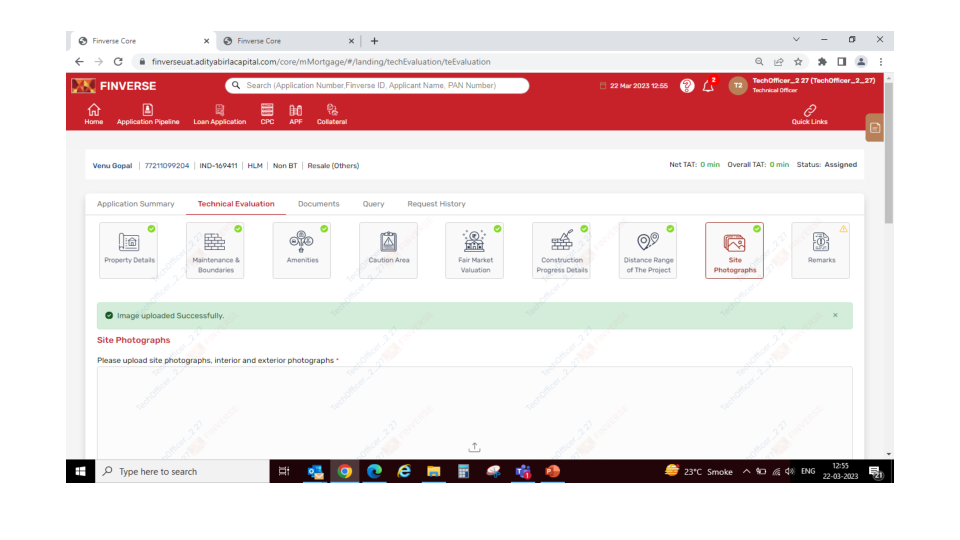 Finverse Core
Finverse Core
finverseuat.adityabirlacapital.com/core/mMortgage/#/landing/techEvaluation/teEvaluation
FINVERSE
Search (Application Number,Finverse ID, Applicant Name, PAN Number)
22 Mar 2023 12:55
2
T2
TechOfficer_2 27 (TechOfficer_2_27)
Technical Officer
Home Application Pipeline Loan Application CPC APF Collateral
Quick Links
Venu Gopal | 77211099204 | IND-169411 | HLM | Non BT | Resale (Others)
Net TAT: 0 min Overall TAT: 0 min Status: Assigned
Application Summary Technical Evaluation Documents Query Request History
Property Details
Maintenance & Boundaries
Amenities
Caution Area
Fair Market Valuation
Construction Progress Details
Distance Range of The Project
Site Photographs
Remarks
Image uploaded Successfully.
Site Photographs
Please upload site photographs, interior and exterior photographs *
Type here to search
23°C Smoke
ENG
12:55
22-03-2023
21